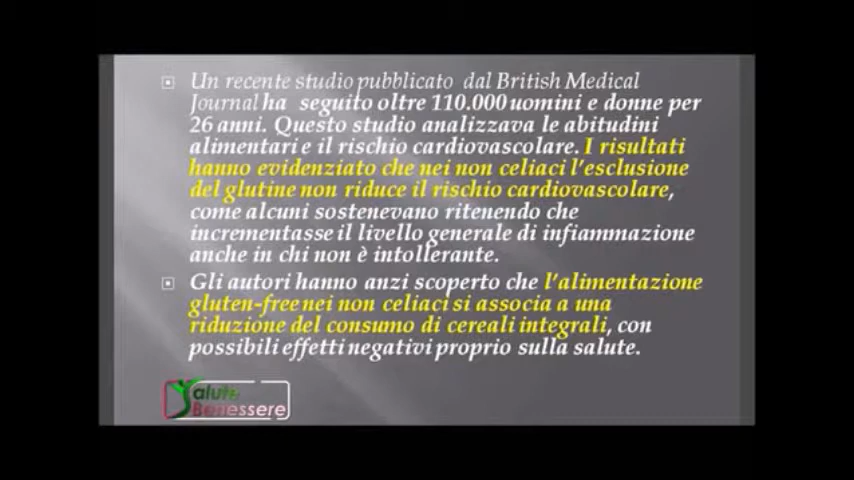 Un recente studio pubblicato dal British Medical
Journal ha seguito oltre 110.000 uomini e donne per
26 anni. Questo studio analizzava le abitudini
alimentari e il rischio cardiovascolare. I risultati
hanno evidenziato che nei non celiaci l'esclusione
del glutine non riduce il rischio cardiovascolare,
come alcuni sostenevano ritenendo che
incrementasse il livello generale di infiammazione
anche in chi non è intollerante.
Gli autori hanno anzi scoperto che l'alimentazione
gluten-free nei non celiaci si associa a una
riduzione del consumo di cereali integrali, con
possibili effetti negativi proprio sulla salute.
Salute
Benessere